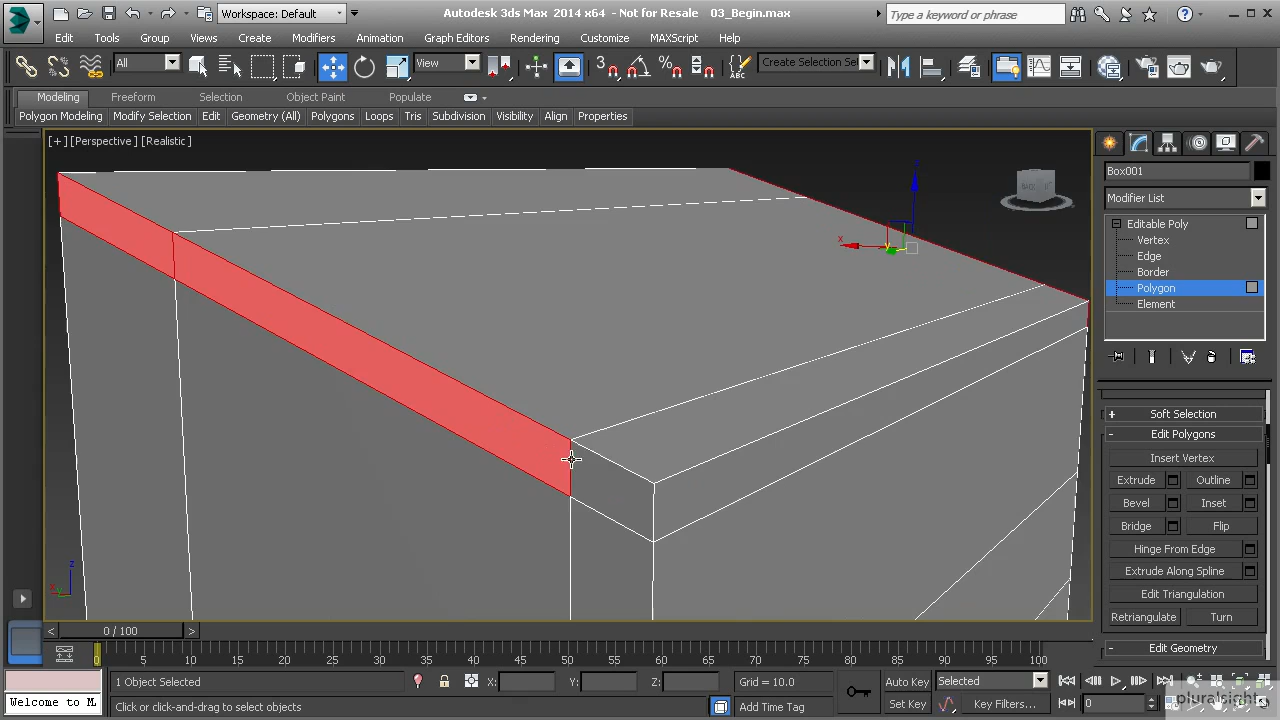 Workspace: Default
Autodesk 3ds Max 2014 x64 - Not for Resale 03_Begin.max
Type a keyword or phrase
Edit Tools Group Views Create Modifiers Animation Graph Editors Rendering Customize MAXScript Help
All View 3 Create Selection Se
Modeling Freeform Selection Object Paint Populate
Polygon Modeling Modify Selection Edit Geometry (All) Polygons Loops Tris Subdivision Visibility Align Properties
[+] [Perspective] [Realistic]
Box001
Modifier List
Editable Poly
Vertex
Edge
Border
Polygon
Element
Soft Selection
Edit Polygons
Insert Vertex
Extrude Outline
Bevel Inset
Bridge Flip
Hinge From Edge
Extrude Along Spline
Edit Triangulation
Retriangulate Turn
Edit Geometry
BACK
x
z
y
z
x
y
< 0 / 100 >
0 5 10 15 20 25 30 35 40 45 50 55 60 65 70 75 80 85 90 95 100
1 Object Selected X: Y: Z: Grid = 10.0 Auto Key Selected
Welcome to M Click or click-and-drag to select objects Add Time Tag Set Key Key Filters... 0
pluralsight